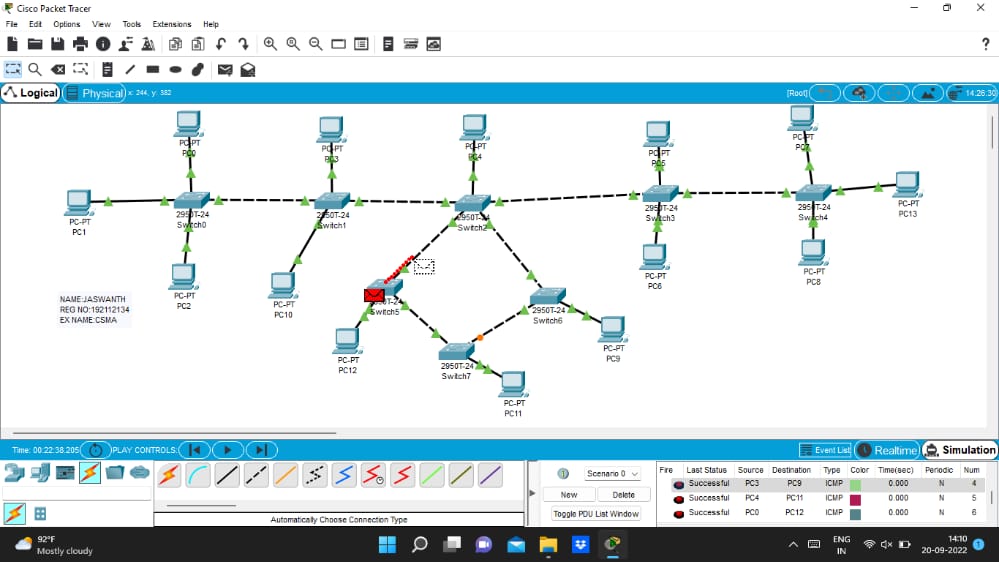 Cisco Packet Tracer
File Edit Options View Tools Extensions Help
Logical Physical x: 244, y: 382 [Root] 14:26:30
PC-PT PC0
PC-PT PC3
PC-PT PC4
PC-PT PC5
PC-PT PC7
PC-PT PC1
2950T-24 Switch0
2950T-24 Switch1
2950T-24 Switch2
2950T-24 Switch3
2950T-24 Switch4
PC-PT PC13
PC-PT PC2
PC-PT PC10
2950T-24 Switch5
2950T-24 Switch6
PC-PT PC6
PC-PT PC8
NAME:JASWANTH
REG NO:192112134
EX NAME:CSMA
PC-PT PC12
2950T-24 Switch7
PC-PT PC9
PC-PT PC11
Time: 00:22:38.205 PLAY CONTROLS: Event List Realtime Simulation
Scenario 0
New Delete
Toggle PDU List Window
Fire Last Status Source Destination Type Color Time(sec) Periodic Num
Successful PC3 PC9 ICMP 0.000 N 4
Successful PC4 PC11 ICMP 0.000 N 5
Successful PC0 PC12 ICMP 0.000 N 6
Automatically Choose Connection Type
92°F
Mostly cloudy
ENG
IN
14:10
20-09-2022
1